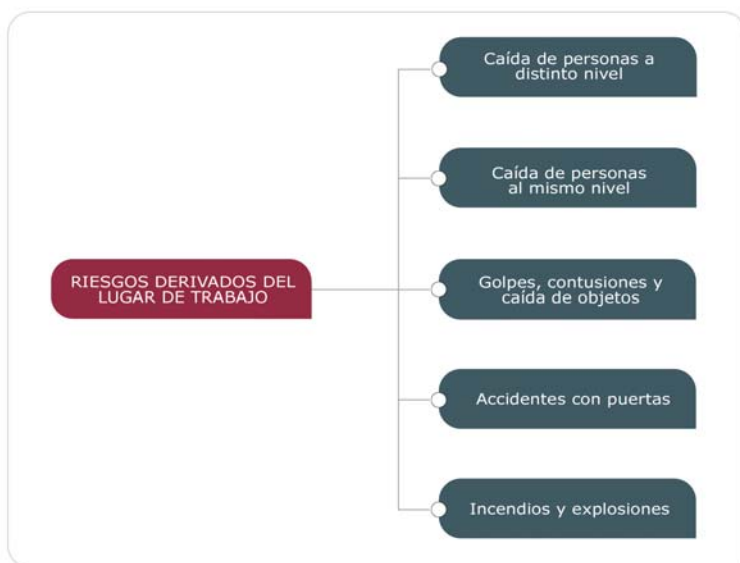 Caída de personas a
distinto nivel
Caída de personas
al mismo nivel
RIESGOS DERIVADOS DEL
LUGAR DE TRABAJO
Golpes, contusiones y
caída de objetos
Accidentes con puertas
Incendios y explosiones